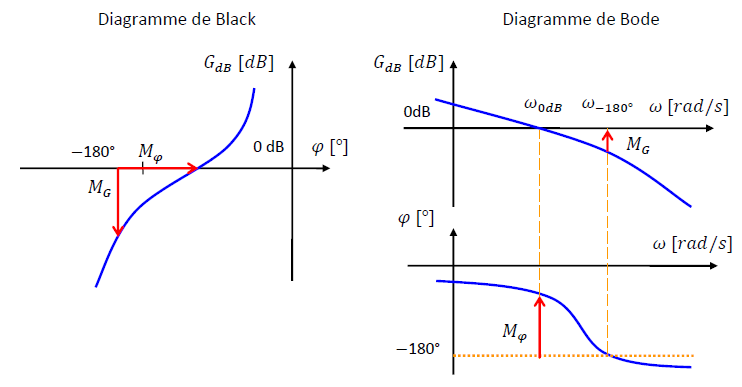 Diagramme de Black
G_dB [dB]
−180°
M_φ
0 dB
φ [°]
M_G
Diagramme de Bode
G_dB [dB]
0dB
ω_0dB
ω_−180°
ω [rad/s]
M_G
φ [°]
ω [rad/s]
M_φ
−180°